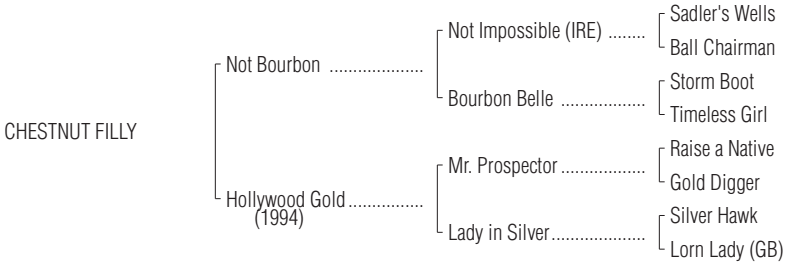 Sadler's Wells
Not Impossible (IRE) ........
Ball Chairman
Not Bourbon ....................
Storm Boot
Bourbon Belle ..................
Timeless Girl
CHESTNUT FILLY
Raise a Native
Mr. Prospector ..................
Gold Digger
Hollywood Gold ................
(1994)
Silver Hawk
Lady in Silver....................
Lorn Lady (GB)